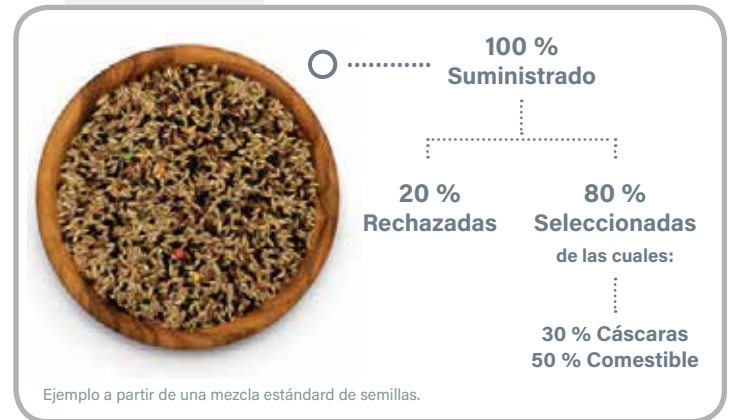 100 %
Suministrado
20 %
Rechazadas
80 %
Seleccionadas
de las cuales:
30 % Cáscaras
50 % Comestible
Ejemplo a partir de una mezcla estándard de semillas.